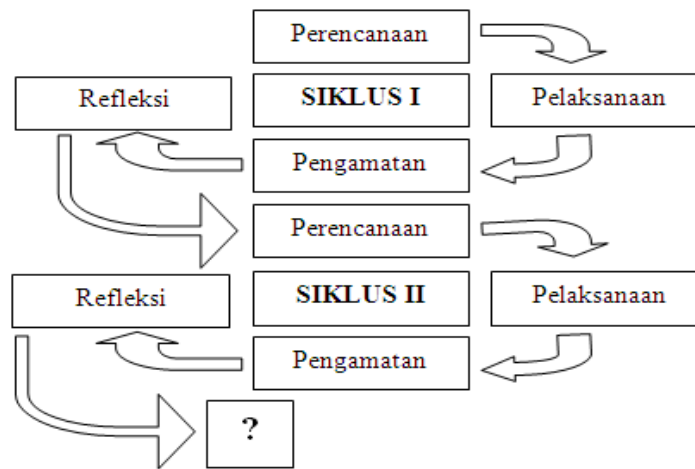 Perencanaan
Refleksi
SIKLUS I
Pelaksanaan
Pengamatan
Perencanaan
Refleksi
SIKLUS II
Pelaksanaan
Pengamatan
?